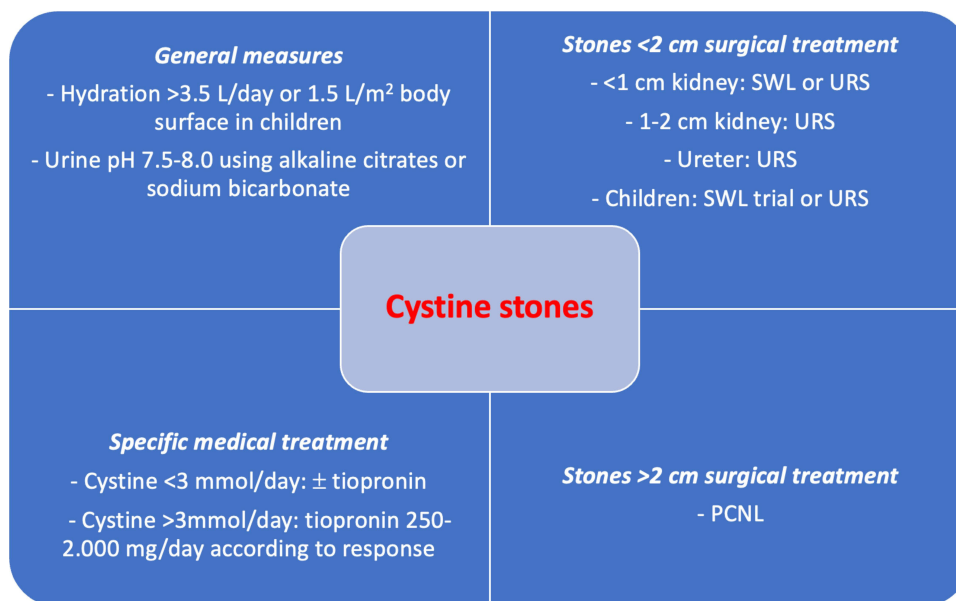 General measures
- Hydration >3.5 L/day or 1.5 L/m² body
surface in children
- Urine pH 7.5-8.0 using alkaline citrates or
sodium bicarbonate
Stones <2 cm surgical treatment
- <1 cm kidney: SWL or URS
- 1-2 cm kidney: URS
- Ureter: URS
- Children: SWL trial or URS
Cystine stones
Specific medical treatment
- Cystine <3 mmol/day: ± tiopronin
- Cystine >3mmol/day: tiopronin 250-
2.000 mg/day according to response
Stones >2 cm surgical treatment
- PCNL